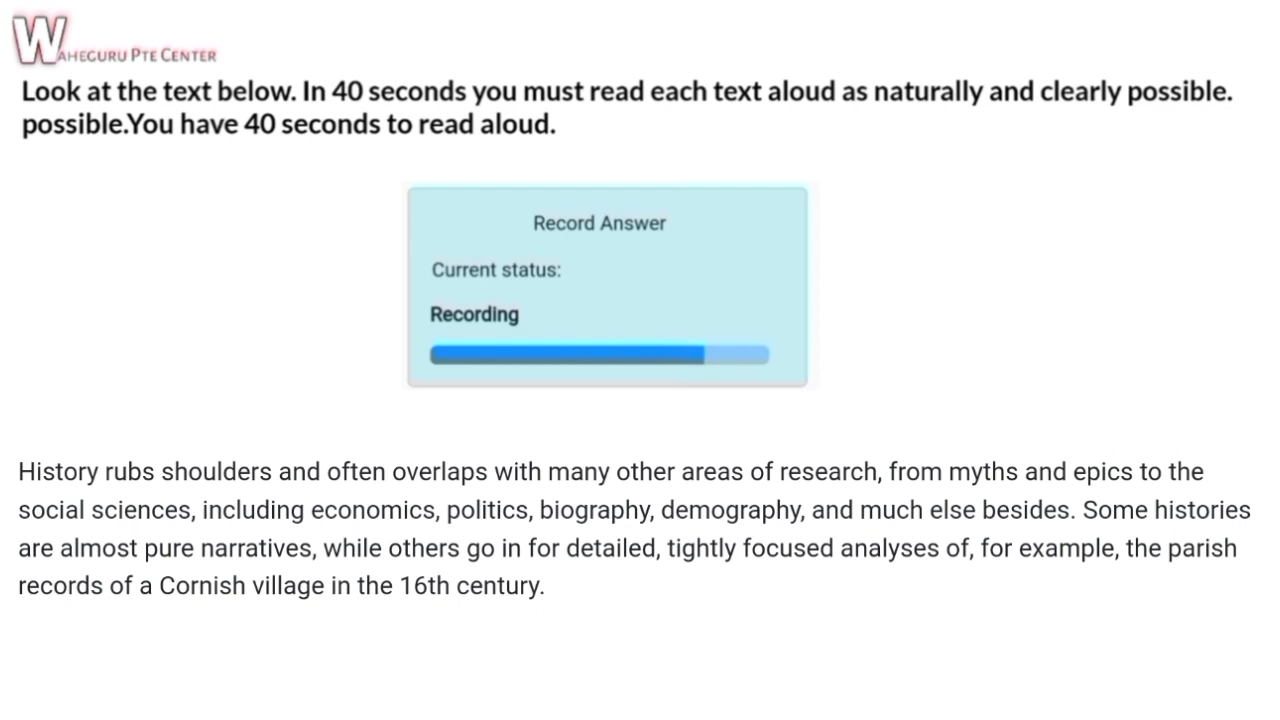 WAHEGURU PTE CENTER
Look at the text below. In 40 seconds you must read each text aloud as naturally and clearly possible.
possible.You have 40 seconds to read aloud.
Record Answer
Current status:
Recording
History rubs shoulders and often overlaps with many other areas of research, from myths and epics to the
social sciences, including economics, politics, biography, demography, and much else besides. Some histories
are almost pure narratives, while others go in for detailed, tightly focused analyses of, for example, the parish
records of a Cornish village in the 16th century.